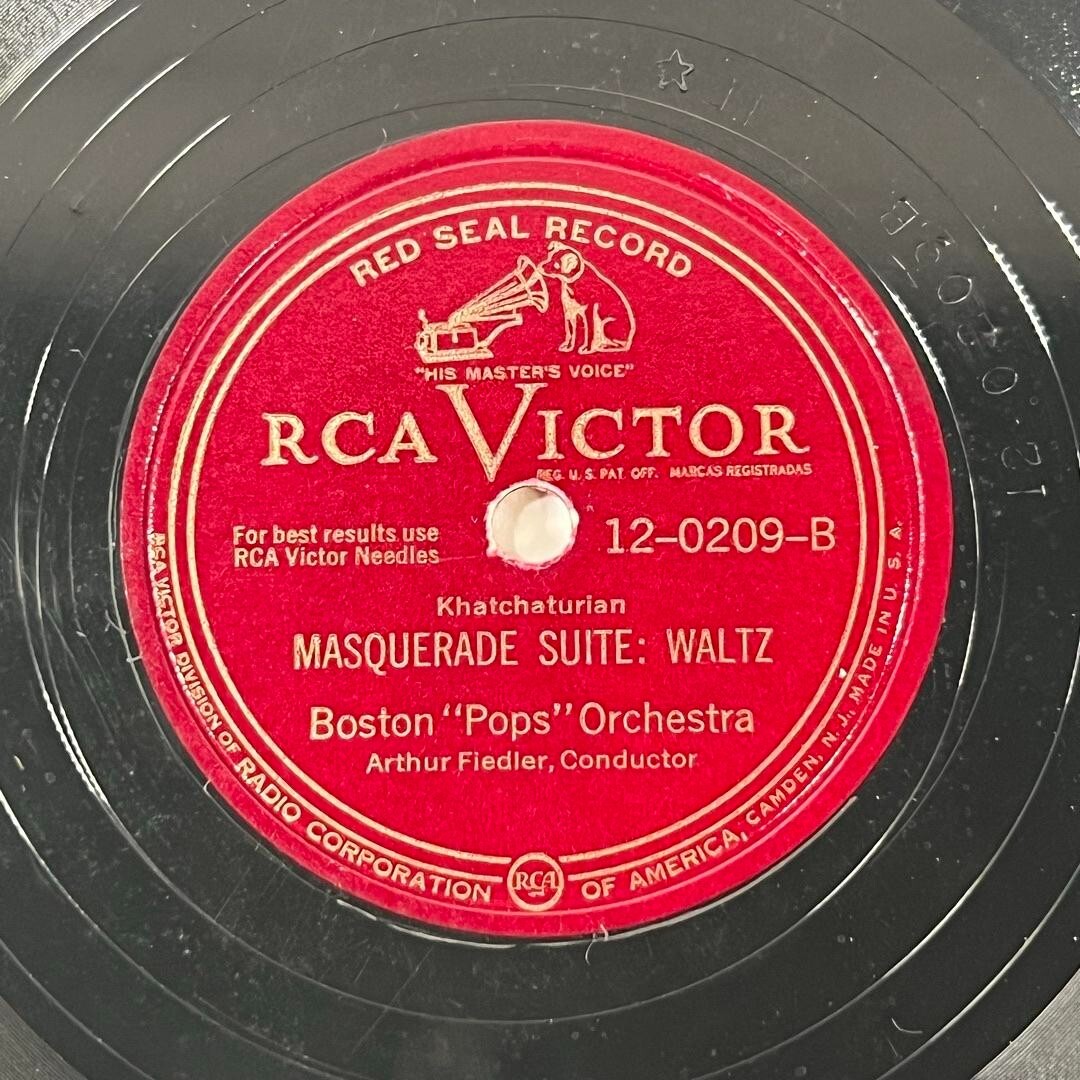 RED SEAL RECORD
"HIS MASTER'S VOICE"
RCA VICTOR
REG. U. S. PAT. OFF. MARCAS REGISTRADAS
For best results use
RCA Victor Needles
12-0209-B
Khatchaturian
MASQUERADE SUITE: WALTZ
Boston "Pops" Orchestra
Arthur Fiedler, Conductor
RCA VICTOR DIVISION OF RADIO CORPORATION
RCA
OF AMERICA, CAMDEN, N. J., MADE IN U. S. A.